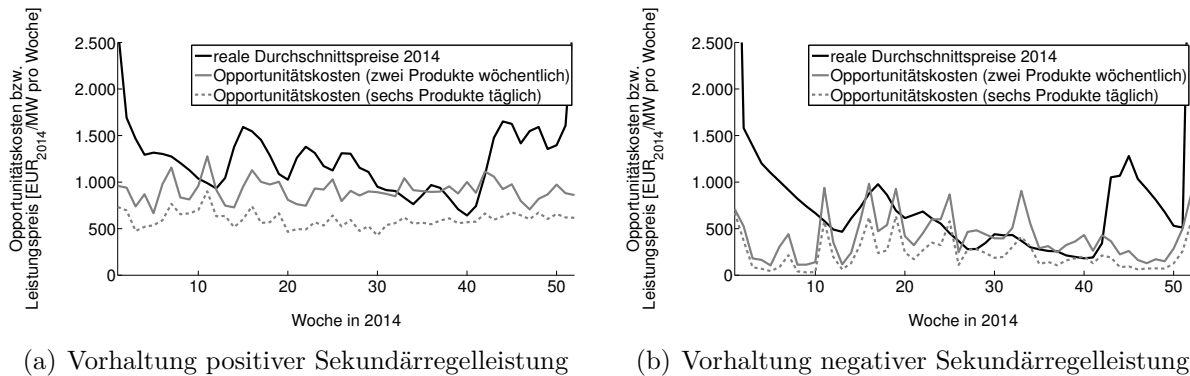 Opportunitätskosten bzw.
Leistungspreis [EUR2014/MW pro Woche]
2.500
2.000
1.500
1.000
500
0
10
20
30
40
50
Woche in 2014
reale Durchschnittspreise 2014
Opportunitätskosten (zwei Produkte wöchentlich)
Opportunitätskosten (sechs Produkte täglich)
(a) Vorhaltung positiver Sekundärregelleistung
Opportunitätskosten bzw.
Leistungspreis [EUR2014/MW pro Woche]
2.500
2.000
1.500
1.000
500
0
10
20
30
40
50
Woche in 2014
reale Durchschnittspreise 2014
Opportunitätskosten (zwei Produkte wöchentlich)
Opportunitätskosten (sechs Produkte täglich)
(b) Vorhaltung negativer Sekundärregelleistung